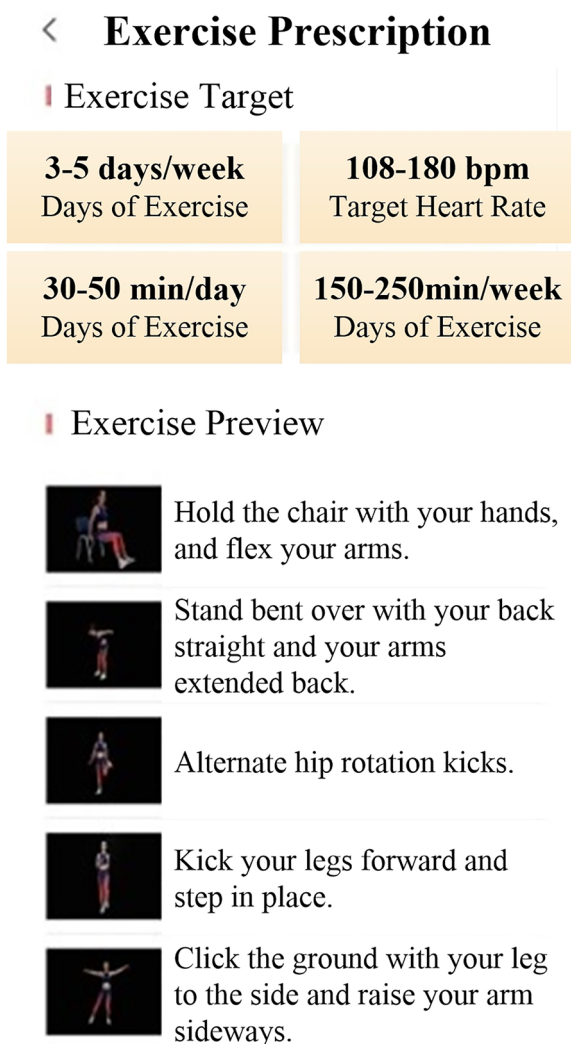 Exercise Prescription
Exercise Target
3-5 days/week
Days of Exercise
108-180 bpm
Target Heart Rate
30-50 min/day
Days of Exercise
150-250min/week
Days of Exercise
Exercise Preview
Hold the chair with your hands,
and flex your arms.
Stand bent over with your back
straight and your arms
extended back.
Alternate hip rotation kicks.
Kick your legs forward and
step in place.
Click the ground with your leg
to the side and raise your arm
sideways.